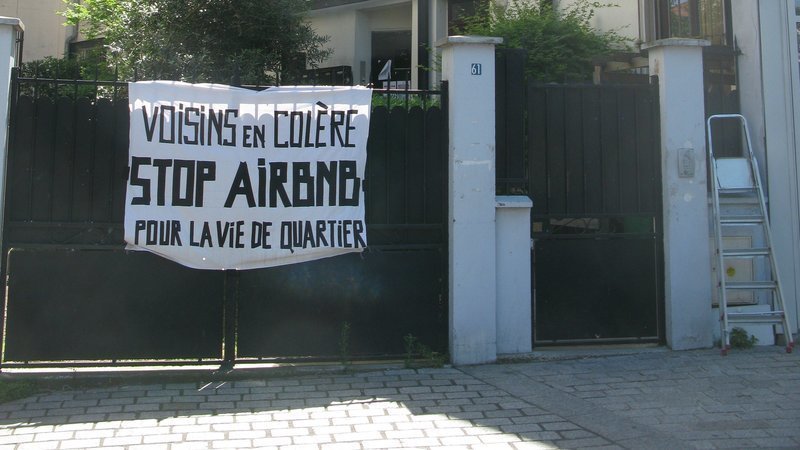 VOISINS EN COLÈRE
STOP AIRBNB
POUR LA VIE DE QUARTIER
61